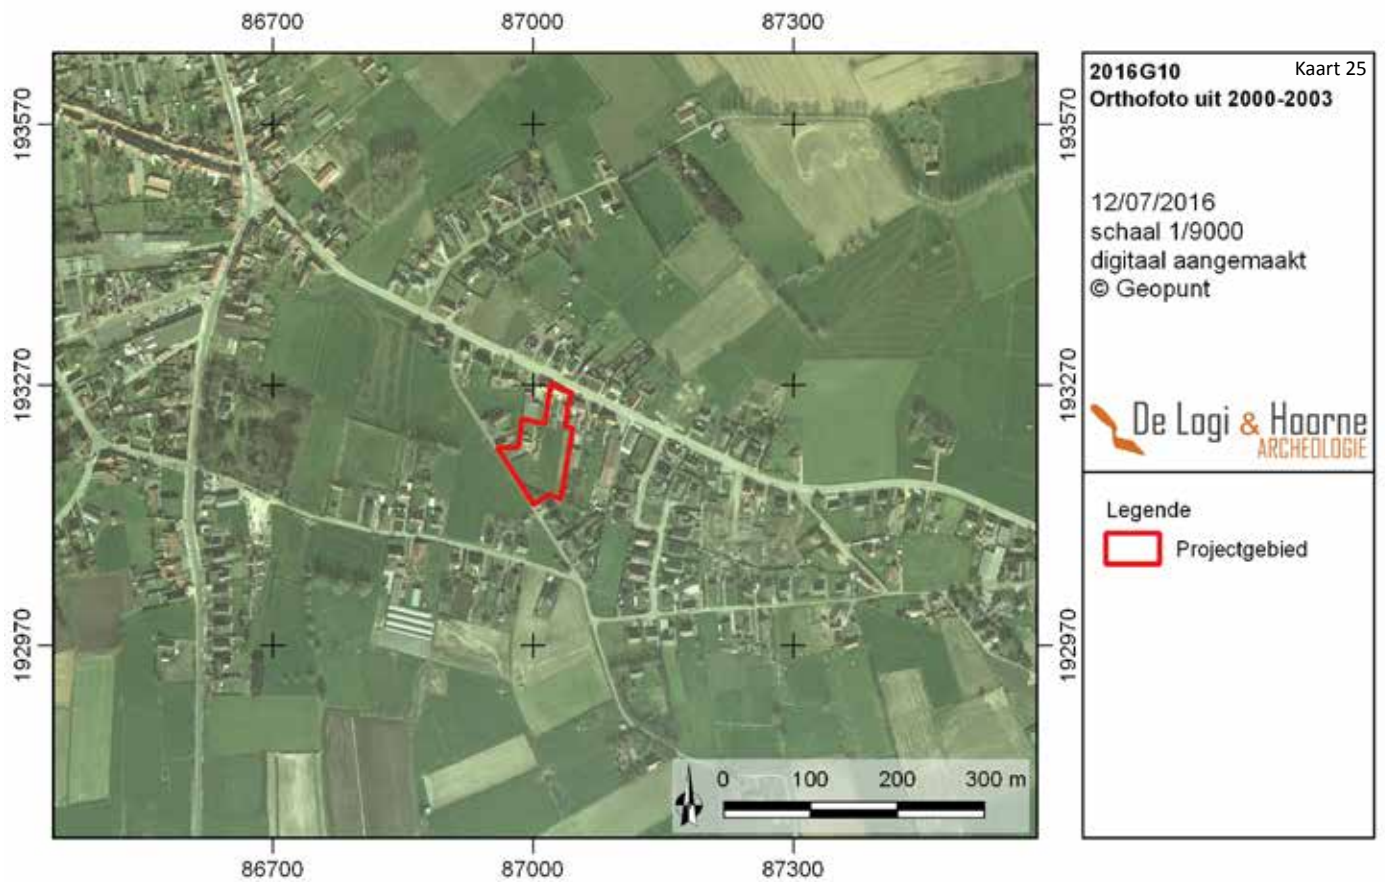 86700 87000 87300
193570
193270
192970
193570
193270
192970
0 100 200 300 m
86700 87000 87300
2016G10 Kaart 25
Orthofoto uit 2000-2003
12/07/2016
schaal 1/9000
digitaal aangemaakt
© Geopunt
De Logi & Hoorne
ARCHEOLOGIE
Legende
Projectgebied